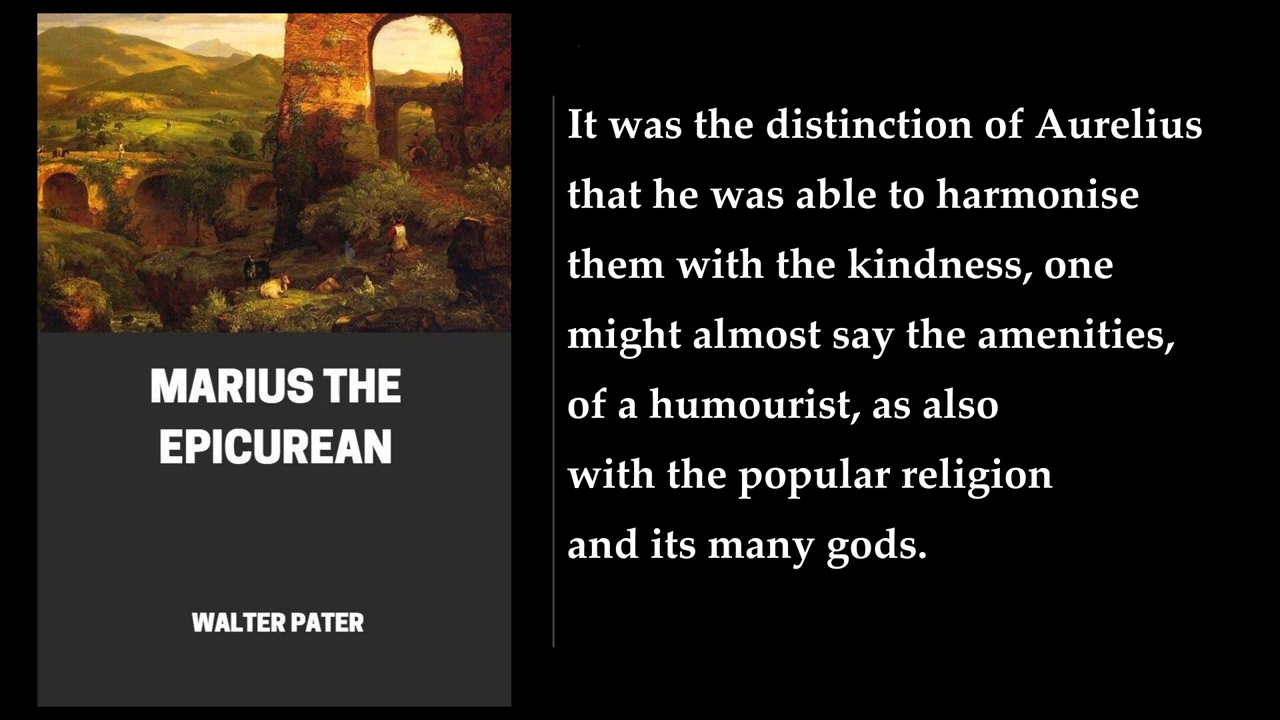 MARIUS THE
EPICUREAN
WALTER PATER
It was the distinction of Aurelius
that he was able to harmonise
them with the kindness, one
might almost say the amenities,
of a humourist, as also
with the popular religion
and its many gods.